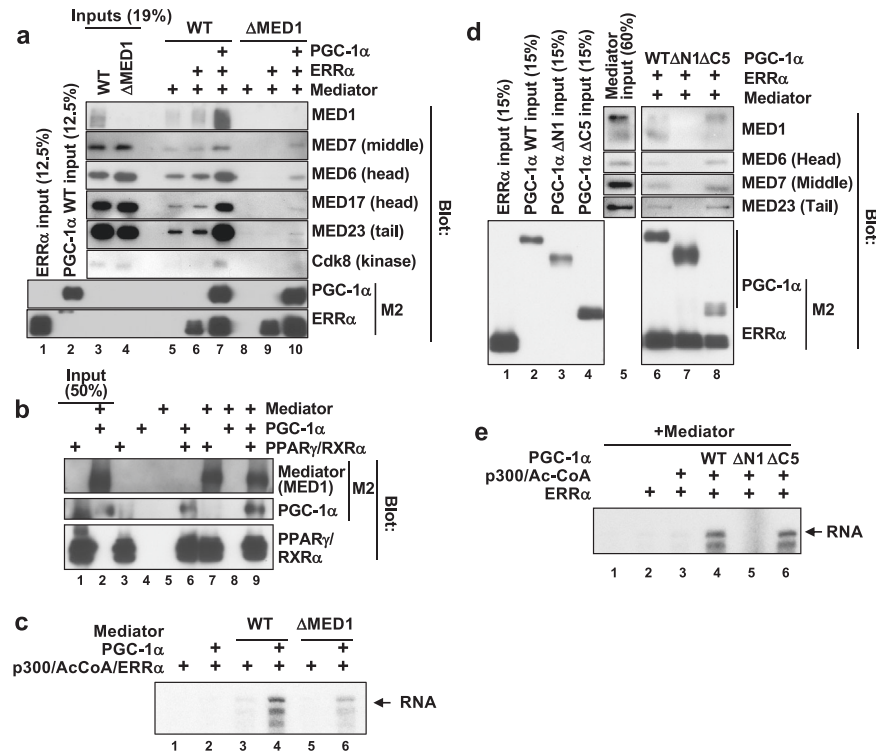 a
Inputs (19%)
WT
ΔMED1
WT
ΔMED1
+ + PGC-1α
+ + + + ERRα
+ + + + + + Mediator
ERRα input (12.5%)
PGC-1α WT input (12.5%)
MED1
MED7 (middle)
MED6 (head)
MED17 (head)
MED23 (tail)
Cdk8 (kinase)
PGC-1α
ERRα
M2
Blot:
1 2 3 4 5 6 7 8 9 10
b
Input
(50%)
+ + + + + Mediator
+ + + + + PGC-1α
+ + + + + PPARγ/RXRα
Mediator
(MED1)
PGC-1α
M2
PPARγ/
RXRα
Blot:
1 2 3 4 5 6 7 8 9
c
Mediator WT ΔMED1
PGC-1α + + +
p300/AcCoA/ERRα + + + + + +
RNA
1 2 3 4 5 6
d
ERRα input (15%)
PGC-1α WT input (15%)
PGC-1α ΔN1 input (15%)
PGC-1α ΔC5 input (15%)
Mediator
input (60%)
WT ΔN1 ΔC5 PGC-1α
+ + + ERRα
+ + + Mediator
MED1
MED6 (Head)
MED7 (Middle)
MED23 (Tail)
PGC-1α
M2
ERRα
Blot:
1 2 3 4 5 6 7 8
e
+Mediator
PGC-1α WT ΔN1 ΔC5
p300/Ac-CoA + + + +
ERRα + + + + +
RNA
1 2 3 4 5 6